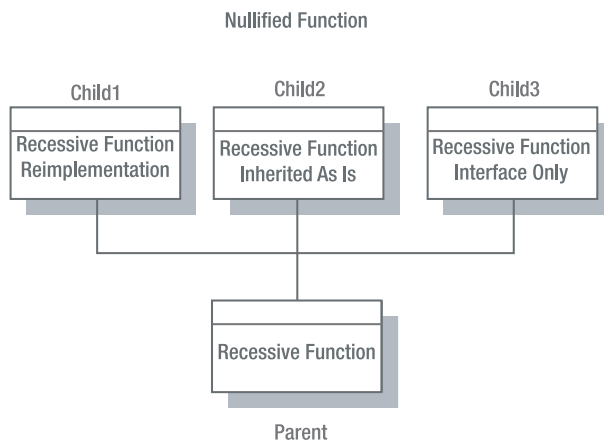 Nullified Function
Child1
Child2
Child3
Recessive Function
Reimplementation
Recessive Function
Inherited As Is
Recessive Function
Interface Only
Recessive Function
Parent